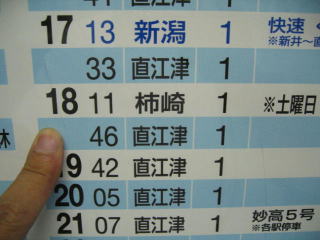 17 13 新潟 1 快速
※新井〜直
33 直江津 1
18 11 柿崎 1 ※土曜日
休 46 直江津 1
19 42 直江津 1
20 05 直江津 1
21 07 直江津 1 妙高5号
※各駅停車